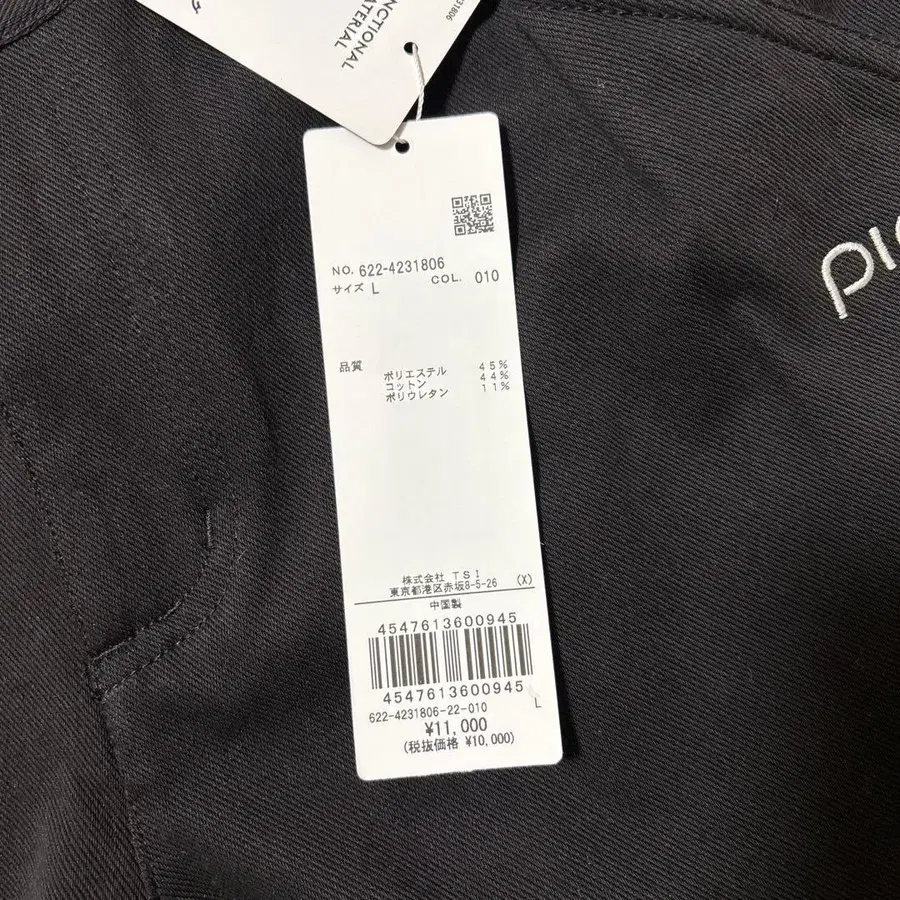 NCTIONAL
MATERIAL
31806
NO. 622-4231806
サイズ L COL. 010
品質
ポリエステル 45%
コットン 44%
ポリウレタン 11%
株式会社 TSI
東京都港区赤坂8-5-26 (X)
中国製
4547613600945
4547613600945
622-4231806-22-010 L
¥11,000
(税抜価格 ¥10,000)